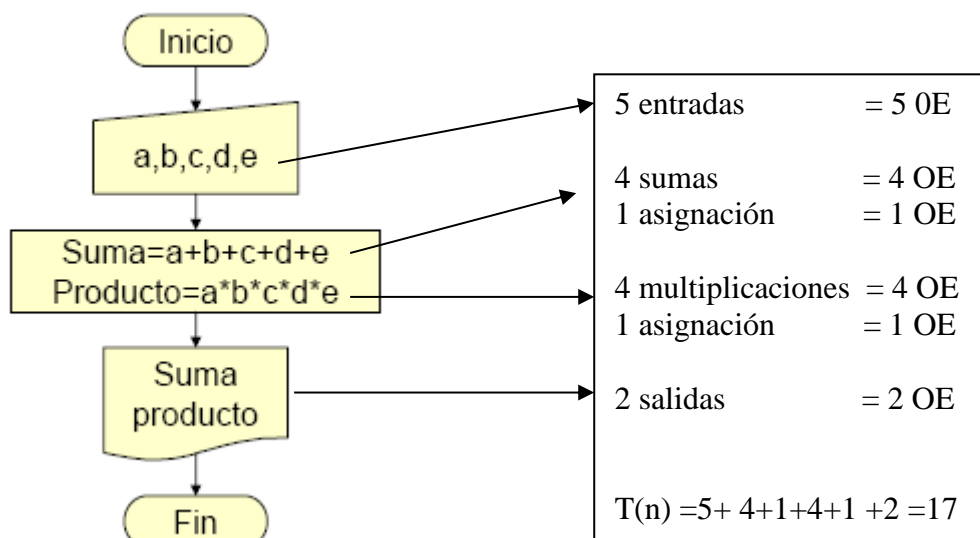 Inicio
a,b,c,d,e
Suma=a+b+c+d+e
Producto=a*b*c*d*e
Suma
producto
Fin
5 entradas = 5 0E
4 sumas = 4 OE
1 asignación = 1 OE
4 multiplicaciones = 4 OE
1 asignación = 1 OE
2 salidas = 2 OE
T(n) =5+ 4+1+4+1 +2 =17